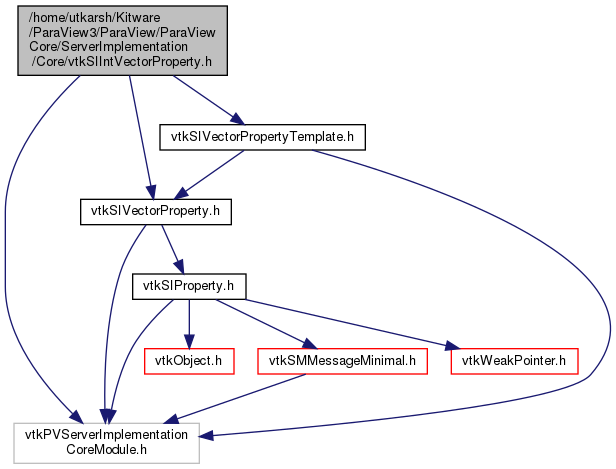 /home/utkarsh/Kitware
/ParaView3/ParaView/ParaView
Core/ServerImplementation
/Core/vtkSIIntVectorProperty.h
vtkSIVectorPropertyTemplate.h
vtkSIVectorProperty.h
vtkSIProperty.h
vtkObject.h
vtkSMMessageMinimal.h
vtkWeakPointer.h
vtkPVServerImplementation
CoreModule.h